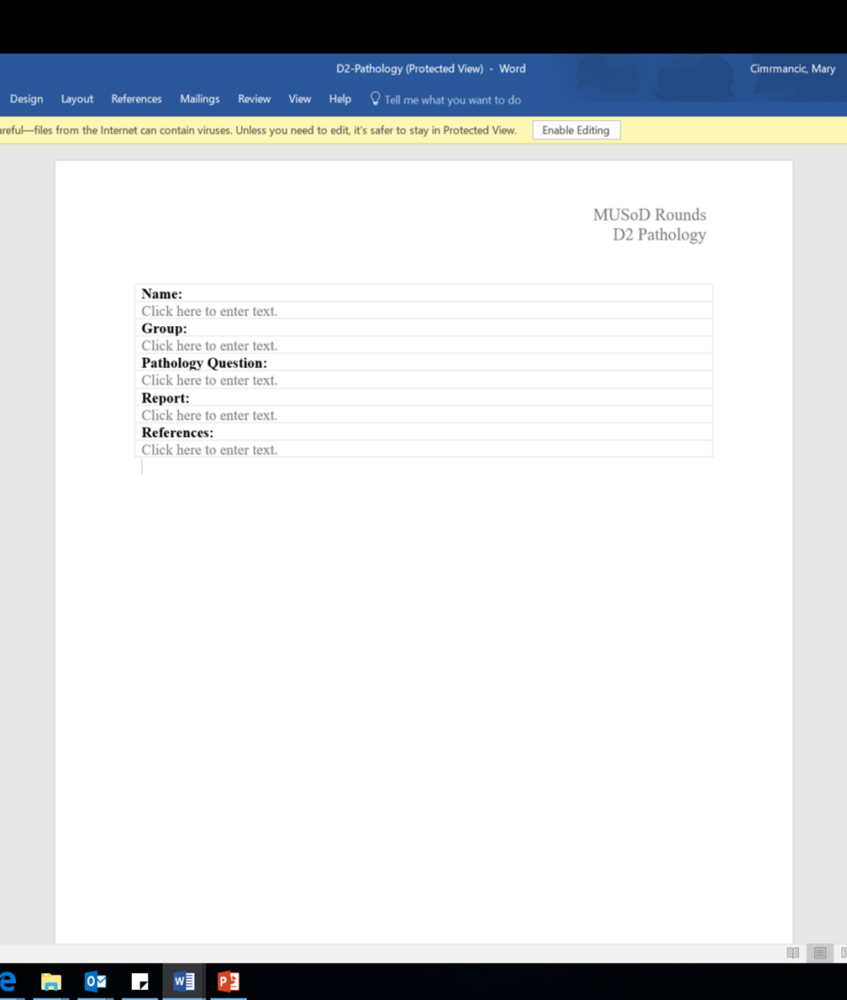 D2-Pathology (Protected View) - Word
Cimrmancic, Mary
Design Layout References Mailings Review View Help Tell me what you want to do
files from the Internet can contain viruses. Unless you need to edit, it's safer to stay in Protected View. Enable Editing
MUSoD Rounds
D2 Pathology
Name:
Click here to enter text.
Group:
Click here to enter text.
Pathology Question:
Click here to enter text.
Report:
Click here to enter text.
References:
Click here to enter text.